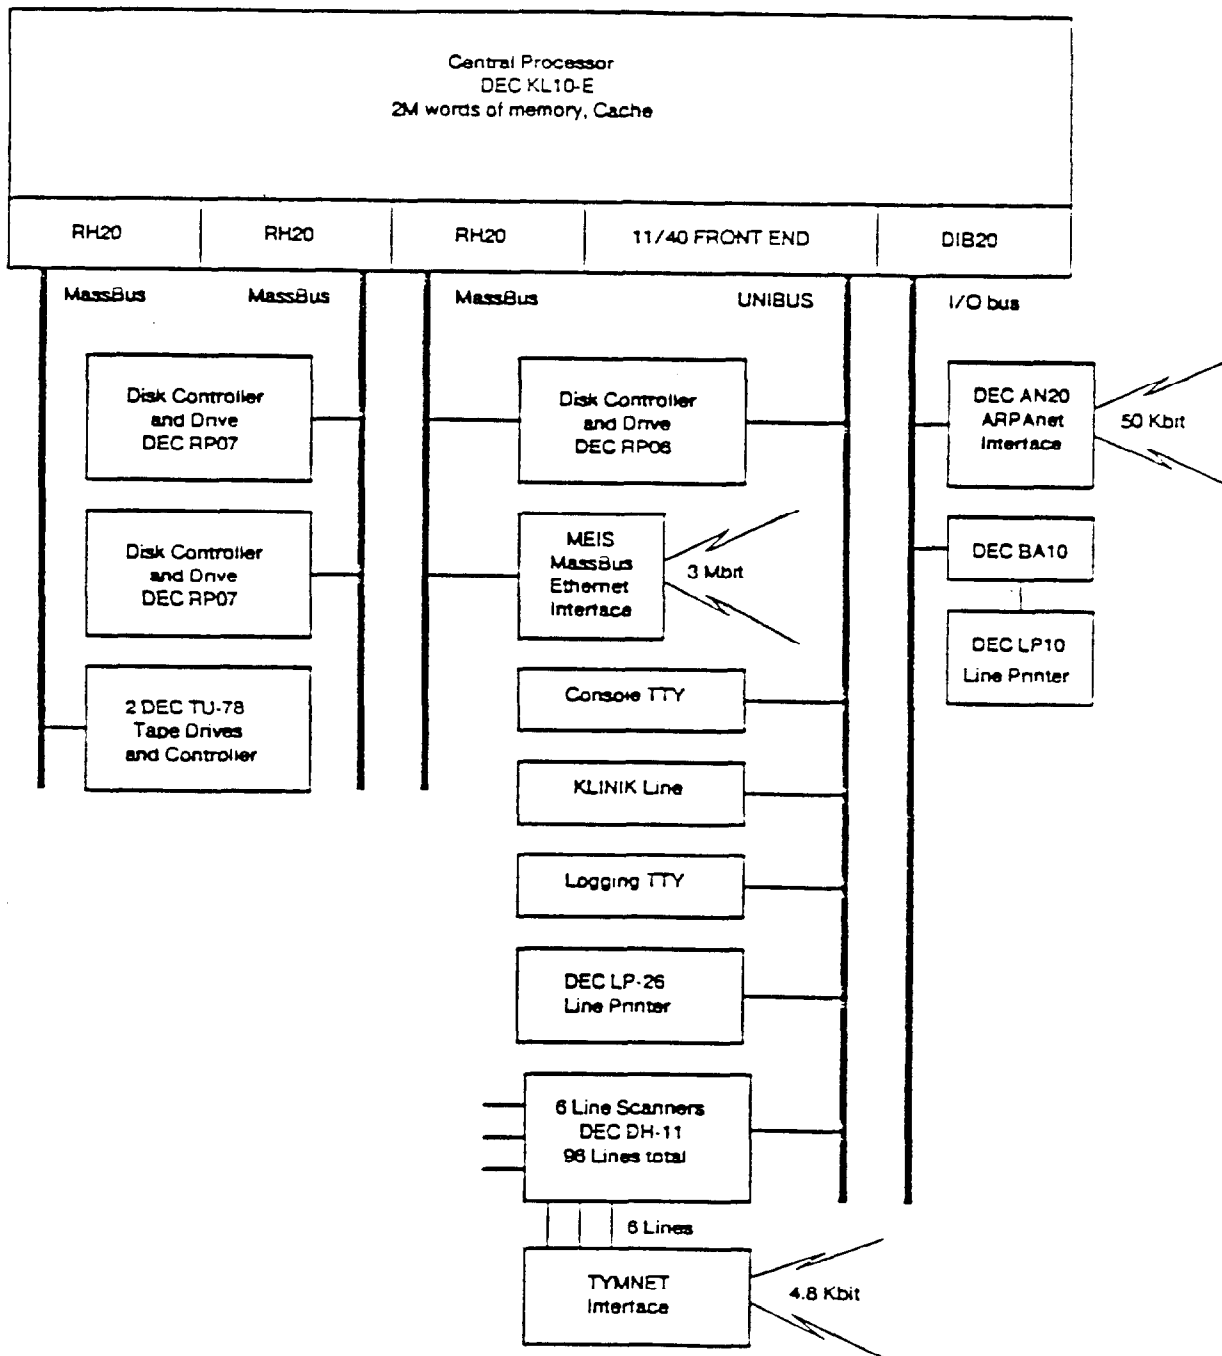 Central Processor
DEC KL10-E
2M words of memory, Cache
RH20
RH20
RH20
11/40 FRONT END
DIB20
MassBus
MassBus
MassBus
UNIBUS
I/O bus
Disk Controller
and Drive
DEC RP07
Disk Controller
and Drive
DEC RP06
DEC AN20
ARPAnet
Interface
50 Kbit
Disk Controller
and Drive
DEC RP07
MEIS
MassBus
Ethernet
Interface
3 Mbit
DEC BA10
DEC LP10
Line Printer
2 DEC TU-78
Tape Drives
and Controller
Console TTY
KLINIK Line
Logging TTY
DEC LP-26
Line Printer
6 Line Scanners
DEC DH-11
96 Lines total
6 Lines
TYMNET
Interface
4.8 Kbit